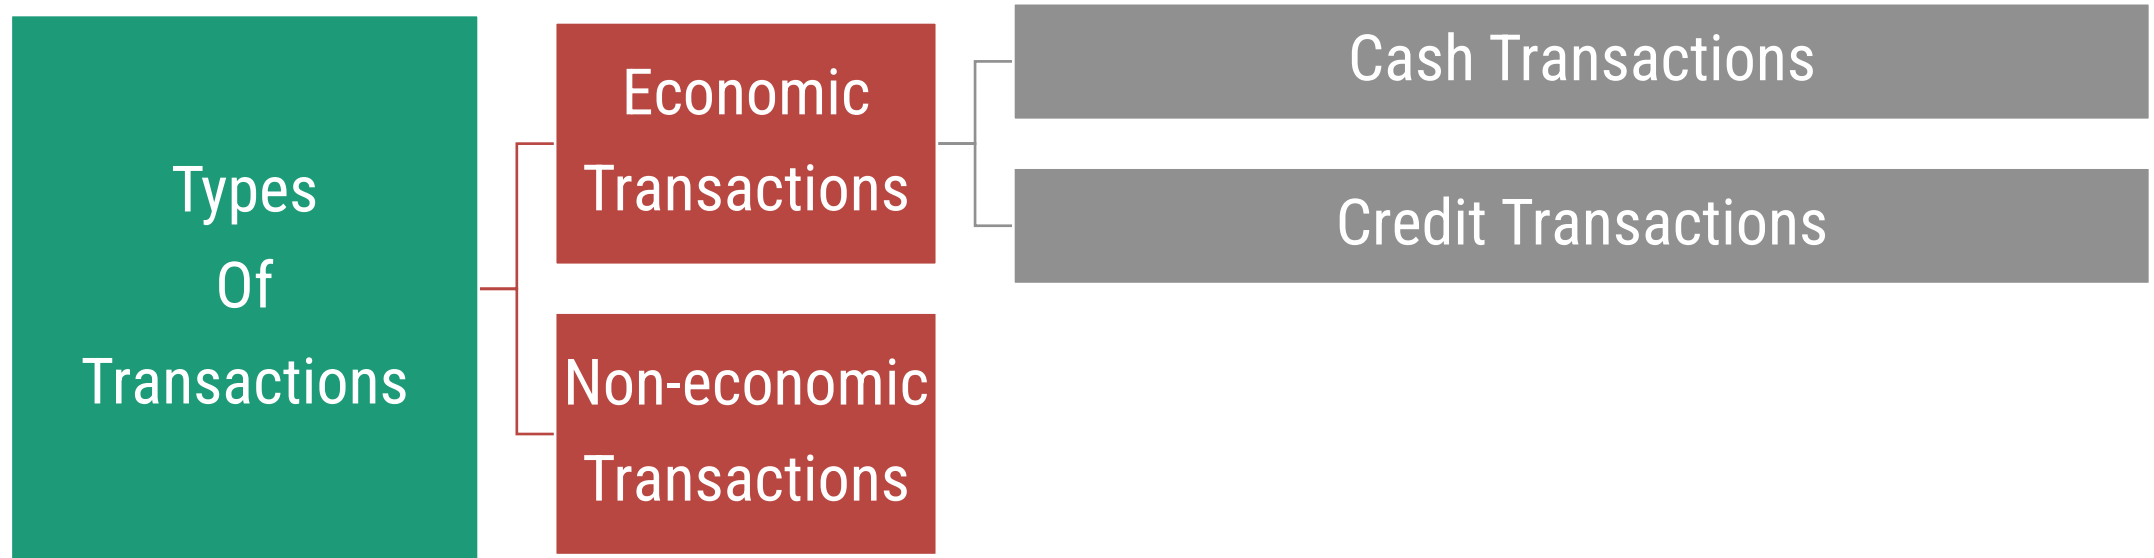 Types
Of
Transactions
Economic
Transactions
Non-economic
Transactions
Cash Transactions
Credit Transactions